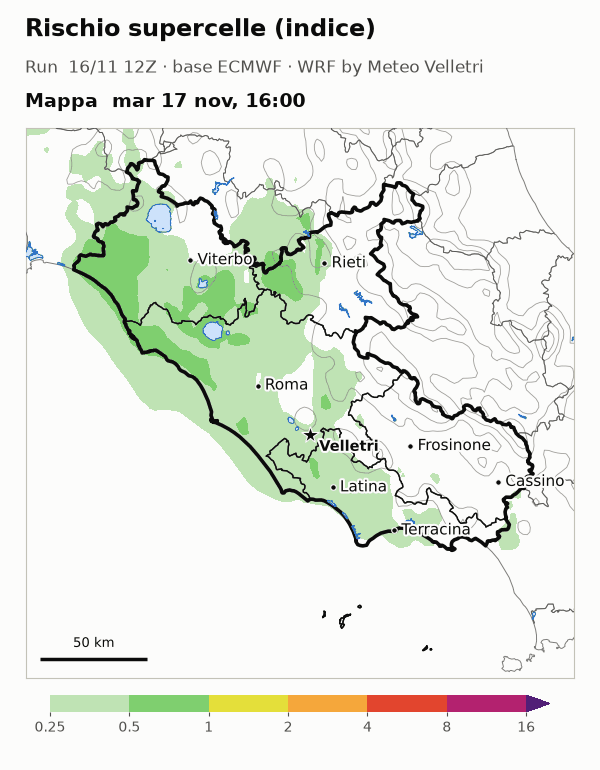 Rischio supercelle (indice)
Run  16/11 12Z · base ECMWF · WRF by Meteo Velletri
Mappa  mar 17 nov, 16:00
Viterbo
Rieti
Roma
Velletri
Frosinone
Latina
Cassino
Terracina
50 km
0.25 0.5 1 2 4 8 16